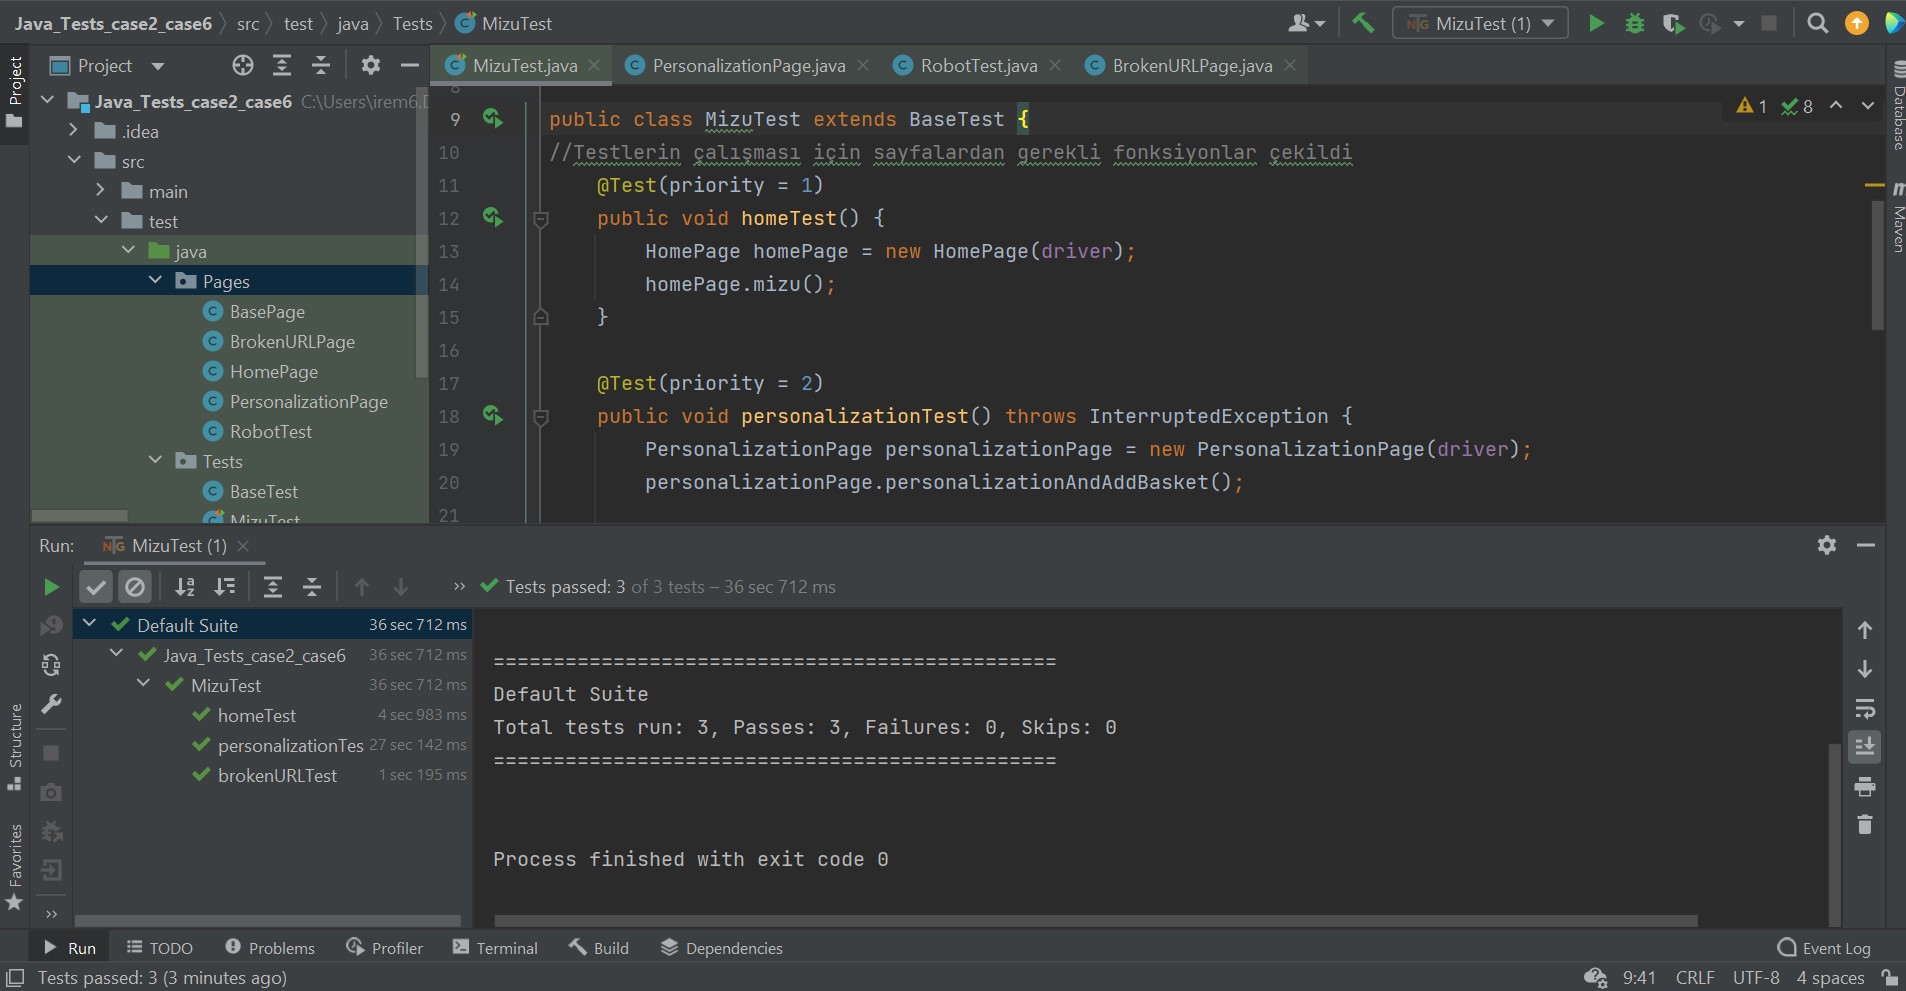 Java_Tests_case2_case6 src test java Tests MizuTest
MizuTest (1)
Project
Project
Java_Tests_case2_case6 C:\Users\irem6.
.idea
src
main
test
java
Pages
BasePage
BrokenURLPage
HomePage
PersonalizationPage
RobotTest
Tests
BaseTest
MizuTest
MizuTest.java PersonalizationPage.java RobotTest.java BrokenURLPage.java
1 8
8
9 public class MizuTest extends BaseTest {
10 //Testlerin çalışması için sayfalardan gerekli fonksiyonlar çekildi
11 @Test(priority = 1)
12 public void homeTest() {
13 HomePage homePage = new HomePage(driver);
14 homePage.mizu();
15 }
16
17 @Test(priority = 2)
18 public void personalizationTest() throws InterruptedException {
19 PersonalizationPage personalizationPage = new PersonalizationPage(driver);
20 personalizationPage.personalizationAndAddBasket();
21
Database
Maven
Run: NG MizuTest (1)
Tests passed: 3 of 3 tests – 36 sec 712 ms
Default Suite 36 sec 712 ms
Java_Tests_case2_case6 36 sec 712 ms
MizuTest 36 sec 712 ms
homeTest 4 sec 983 ms
personalizationTes 27 sec 142 ms
brokenURLTest 1 sec 195 ms
===============================================
Default Suite
Total tests run: 3, Passes: 3, Failures: 0, Skips: 0
===============================================
Process finished with exit code 0
Structure
Favorites
Run TODO Problems Profiler Terminal Build Dependencies Event Log
Tests passed: 3 (3 minutes ago) 9:41 CRLF UTF-8 4 spaces